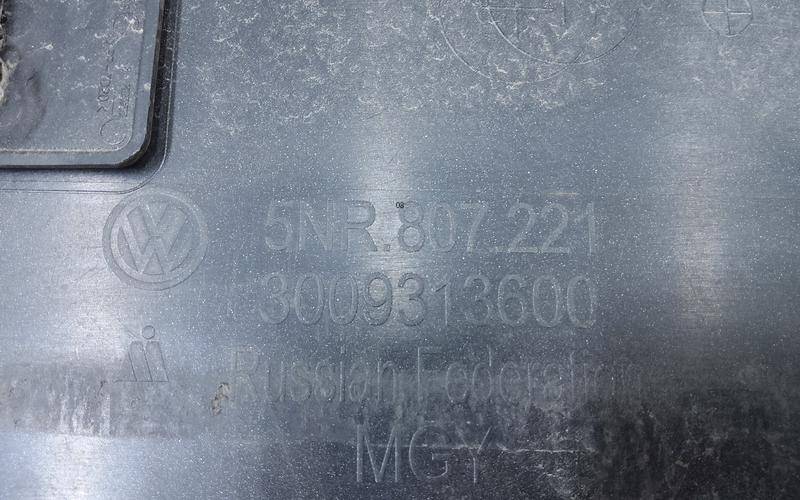 5NR.807.221
3009313600
Russian Federation
MGY